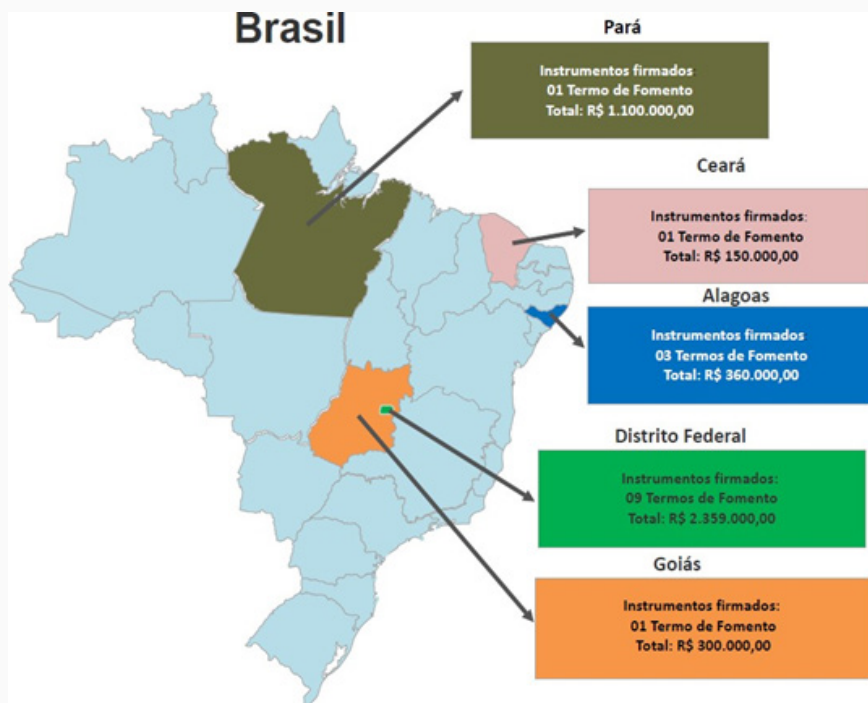 Brasil
Pará
Instrumentos firmados
01 Termo de Fomento
Total: R$ 1.100.000,00
Ceará
Instrumentos firmados:
01 Termo de Fomento
Total: R$ 150.000,00
Alagoas
Instrumentos firmados
03 Termos de Fomento
Total: R$ 360.000,00
Distrito Federal
Instrumentos firmados:
09 Termos de Fomento
Total: R$ 2.359.000,00
Goiás
Instrumentos firmados:
01 Termo de Fomento
Total: R$ 300.000,00